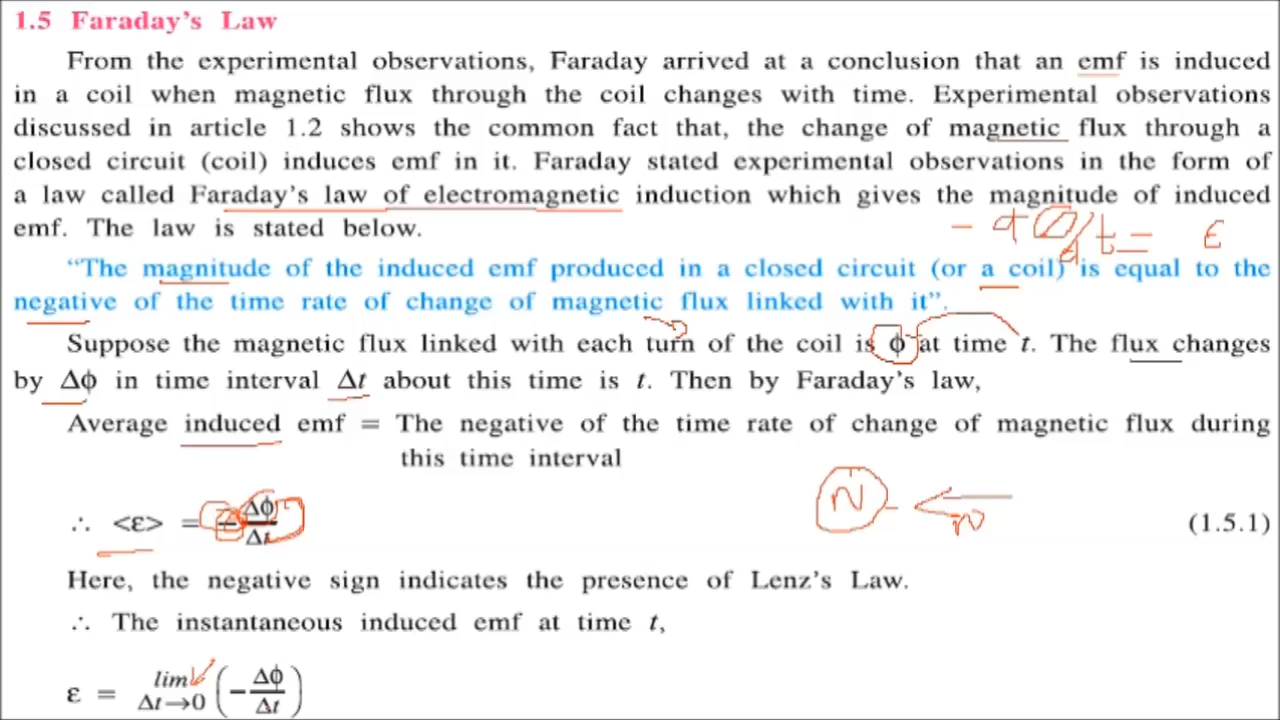 1.5 Faraday's Law
From the experimental observations, Faraday arrived at a conclusion that an emf is induced
in a coil when magnetic flux through the coil changes with time. Experimental observations
discussed in article 1.2 shows the common fact that, the change of magnetic flux through a
closed circuit (coil) induces emf in it. Faraday stated experimental observations in the form of
a law called Faraday's law of electromagnetic induction which gives the magnitude of induced
emf. The law is stated below.
- dØ/dt = ε
"The magnitude of the induced emf produced in a closed circuit (or a coil) is equal to the
negative of the time rate of change of magnetic flux linked with it".
Suppose the magnetic flux linked with each turn of the coil is ϕ at time t. The flux changes
by Δϕ in time interval Δt about this time is t. Then by Faraday's law,
Average induced emf = The negative of the time rate of change of magnetic flux during
this time interval
N
N
∴ <ε> = −Δϕ/Δt (1.5.1)
Here, the negative sign indicates the presence of Lenz's Law.
∴ The instantaneous induced emf at time t,
ε = lim Δt→0 (−Δϕ/Δt)